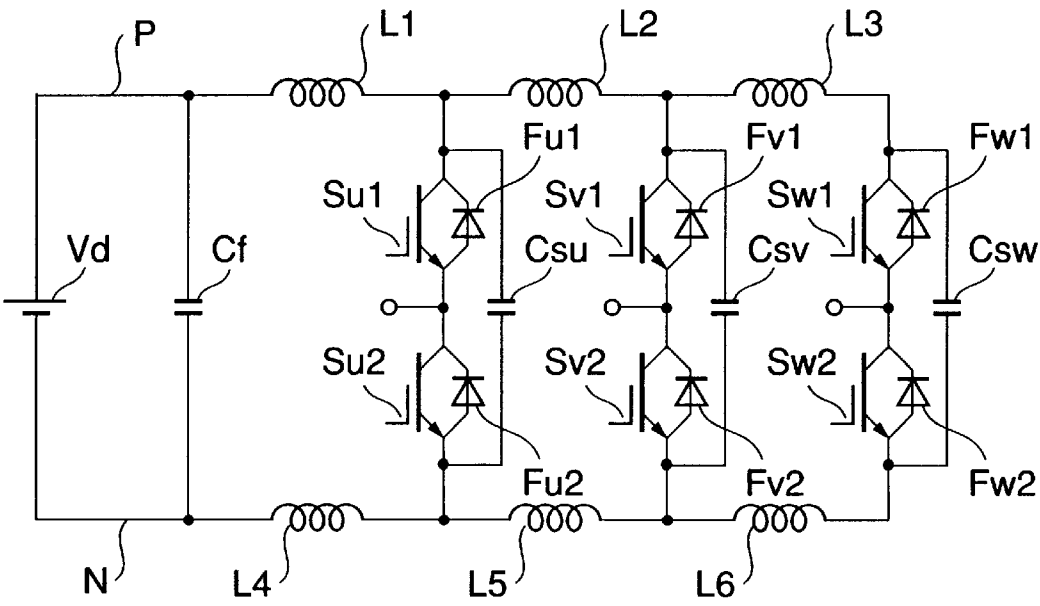 P L1 L2 L3
Fu1 Fv1 Fw1
Su1 Sv1 Sw1
Vd Cf Csu Csv Csw
Su2 Sv2 Sw2
Fu2 Fv2 Fw2
N L4 L5 L6